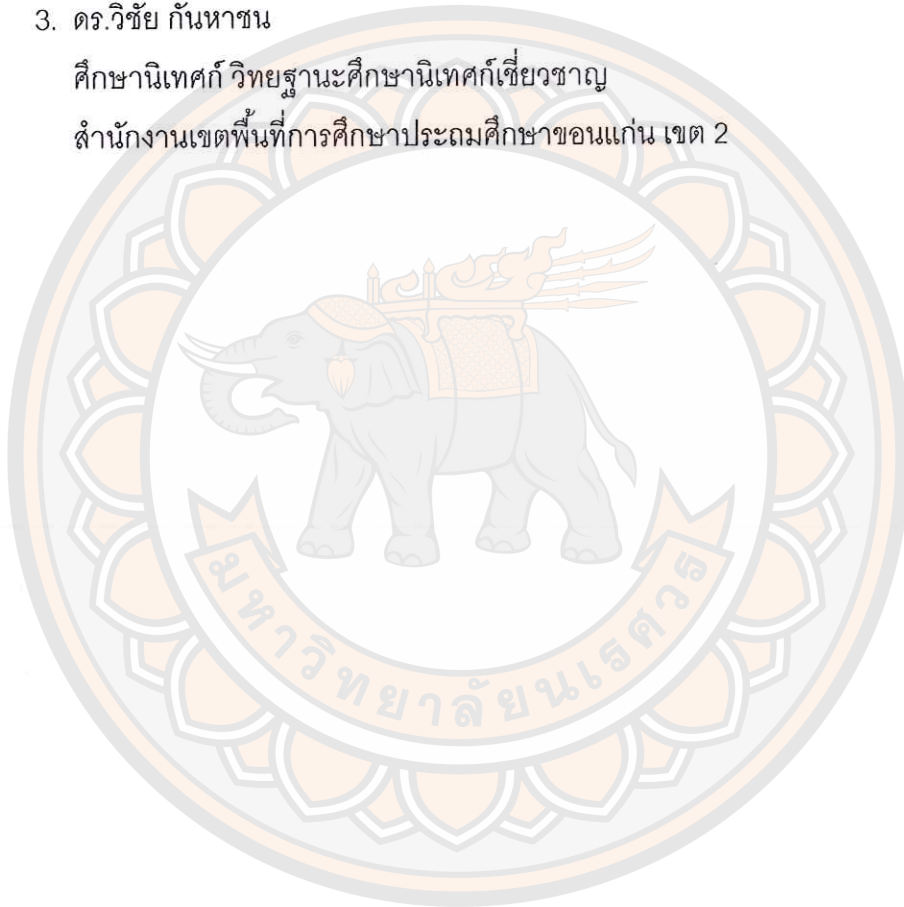 3. ดร.วิชัย กันหาชน
ศึกษานิเทศก์ วิทยฐานะศึกษานิเทศก์เชี่ยวชาญ
สำนักงานเขตพื้นที่การศึกษาประถมศึกษาขอนแก่น เขต 2
มหาวิทยาลัยนเรศวร